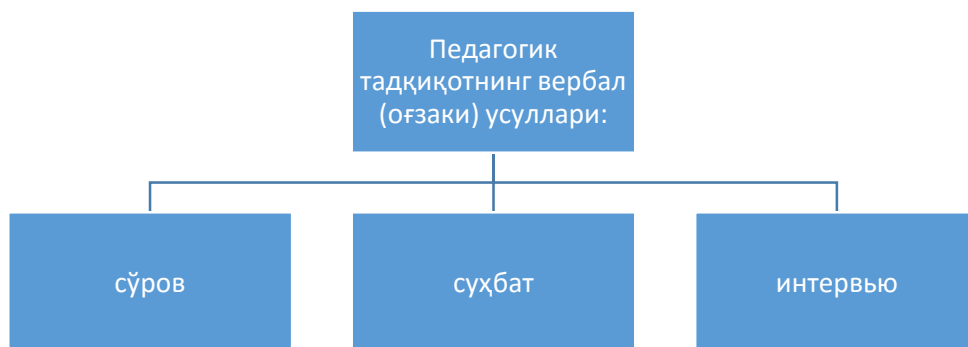 Педагогик
тадқиқотнинг вербал
(оғзаки) усуллари:
сўров
суҳбат
интервью